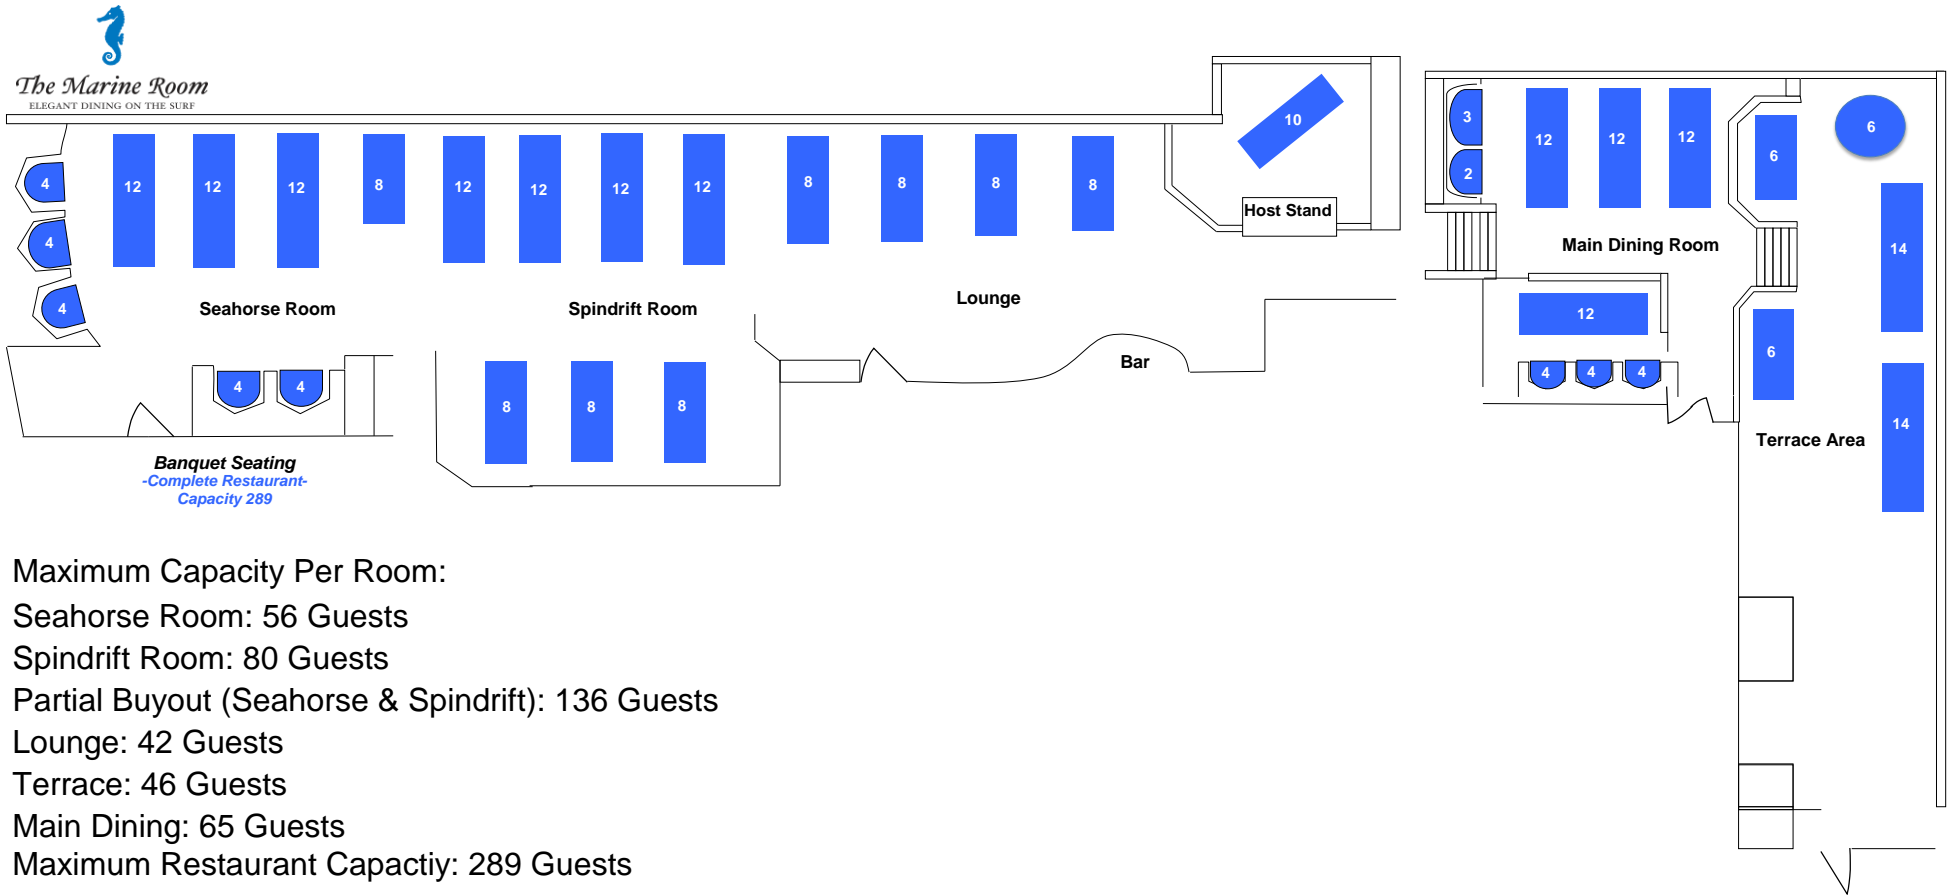 The Marine Room
ELEGANT DINING ON THE SURF
4
4
4
12
12
12
8
12
12
12
12
8
8
8
8
10
Host Stand
Seahorse Room
Spindrift Room
Lounge
Bar
4
4
8
8
8
Banquet Seating
-Complete Restaurant-
Capacity 289
3
2
12
12
12
6
6
14
Main Dining Room
12
6
4
4
4
14
Terrace Area
Maximum Capacity Per Room:
Seahorse Room: 56 Guests
Spindrift Room: 80 Guests
Partial Buyout (Seahorse & Spindrift): 136 Guests
Lounge: 42 Guests
Terrace: 46 Guests
Main Dining: 65 Guests
Maximum Restaurant Capactiy: 289 Guests